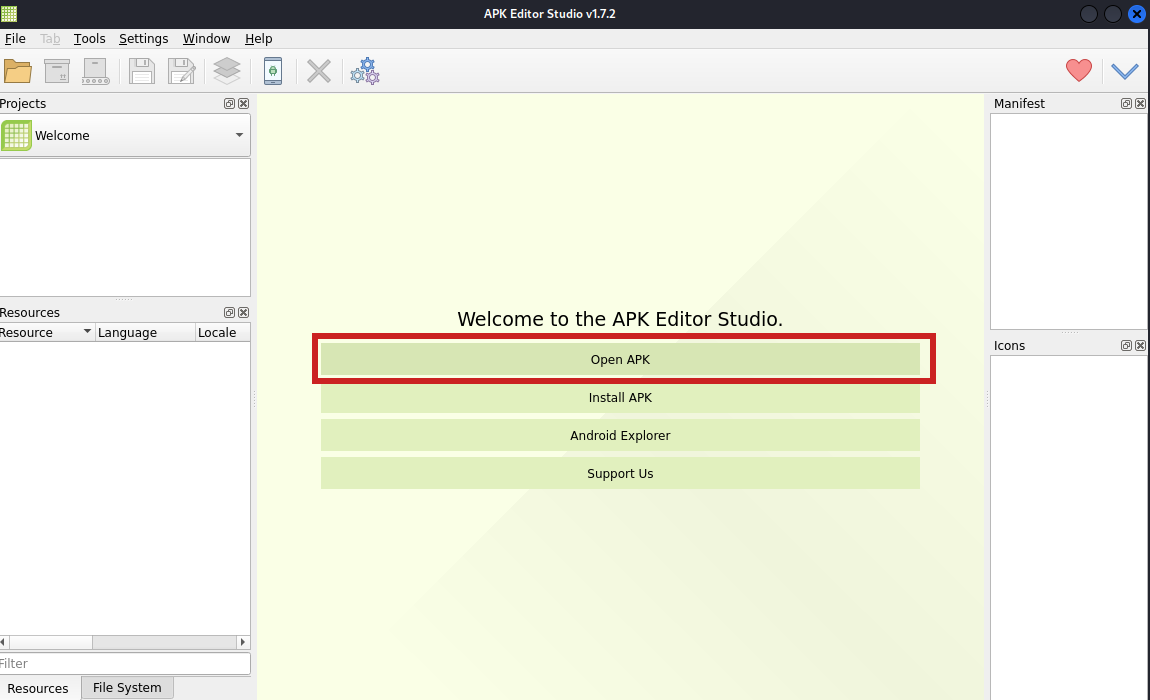 APK Editor Studio v1.7.2
File Tab Tools Settings Window Help
Projects
Welcome
Resources
Resource Language Locale
Filter
Resources File System
Welcome to the APK Editor Studio.
Open APK
Install APK
Android Explorer
Support Us
Manifest
Icons